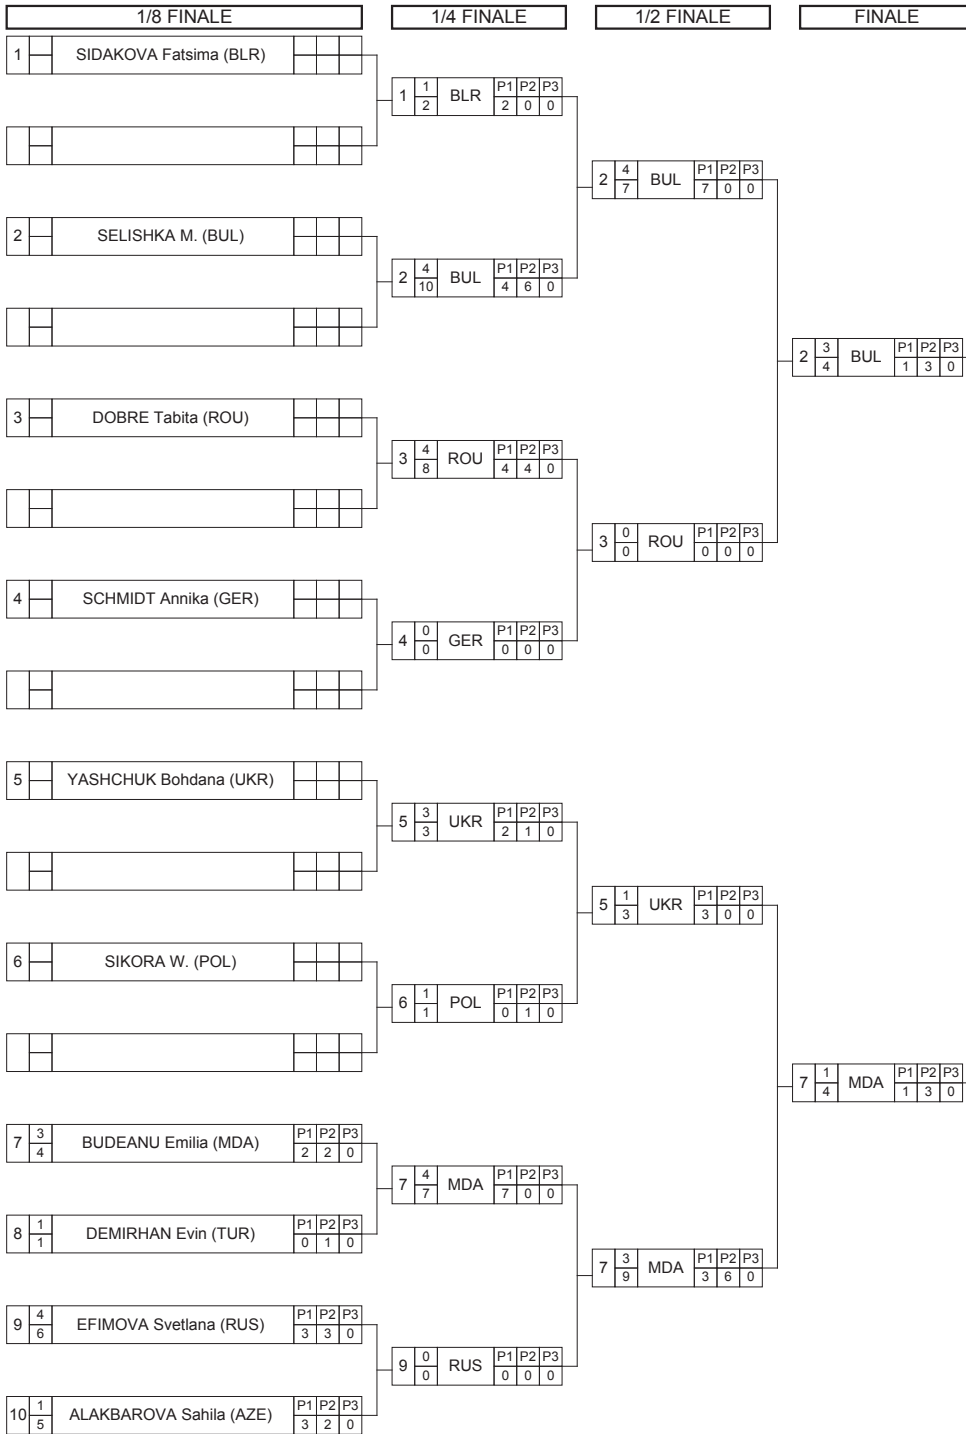 1/8 FINALE 1/4 FINALE 1/2 FINALE FINALE
1 SIDAKOVA Fatsima (BLR)
1 1 BLR P1 P2 P3
2 2 0 0
2 4 BUL P1 P2 P3
7 7 0 0
2 SELISHKA M. (BUL)
2 4 BUL P1 P2 P3
10 4 6 0
2 3 BUL P1 P2 P3
4 1 3 0
3 DOBRE Tabita (ROU)
3 4 ROU P1 P2 P3
8 4 4 0
3 0 ROU P1 P2 P3
0 0 0 0
4 SCHMIDT Annika (GER)
4 0 GER P1 P2 P3
0 0 0 0
5 YASHCHUK Bohdana (UKR)
5 3 UKR P1 P2 P3
3 2 1 0
5 1 UKR P1 P2 P3
3 3 0 0
6 SIKORA W. (POL)
6 1 POL P1 P2 P3
1 0 1 0
7 1 MDA P1 P2 P3
4 1 3 0
7 3 BUDEANU Emilia (MDA) P1 P2 P3
4 2 2 0
7 4 MDA P1 P2 P3
7 7 0 0
8 1 DEMIRHAN Evin (TUR) P1 P2 P3
1 0 1 0
7 3 MDA P1 P2 P3
9 3 6 0
9 4 EFIMOVA Svetlana (RUS) P1 P2 P3
6 3 3 0
9 0 RUS P1 P2 P3
0 0 0 0
10 1 ALAKBAROVA Sahila (AZE) P1 P2 P3
5 3 2 0